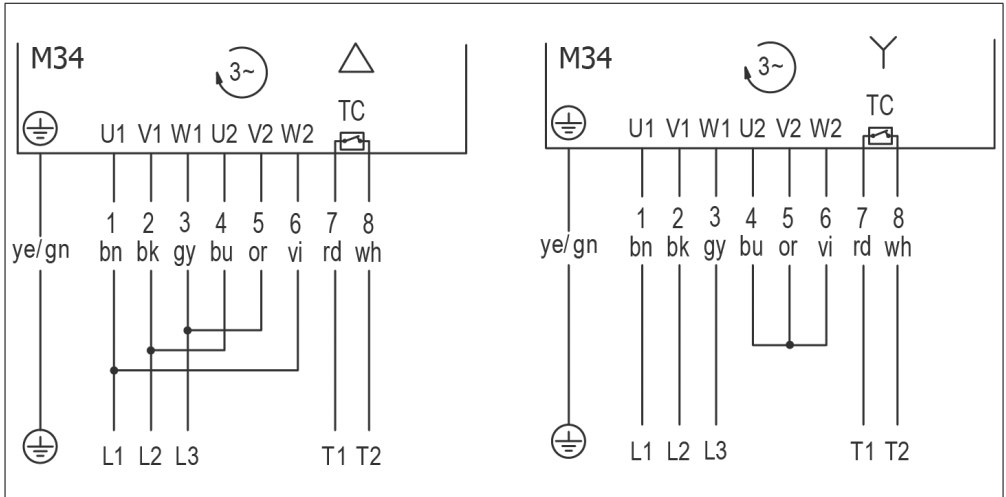 M34 3~ △
TC
U1 V1 W1 U2 V2 W2
1 2 3 4 5 6 7 8
ye/gn bn bk gy bu or vi rd wh
L1 L2 L3 T1 T2
M34 3~ Y
TC
U1 V1 W1 U2 V2 W2
1 2 3 4 5 6 7 8
ye/gn bn bk gy bu or vi rd wh
L1 L2 L3 T1 T2